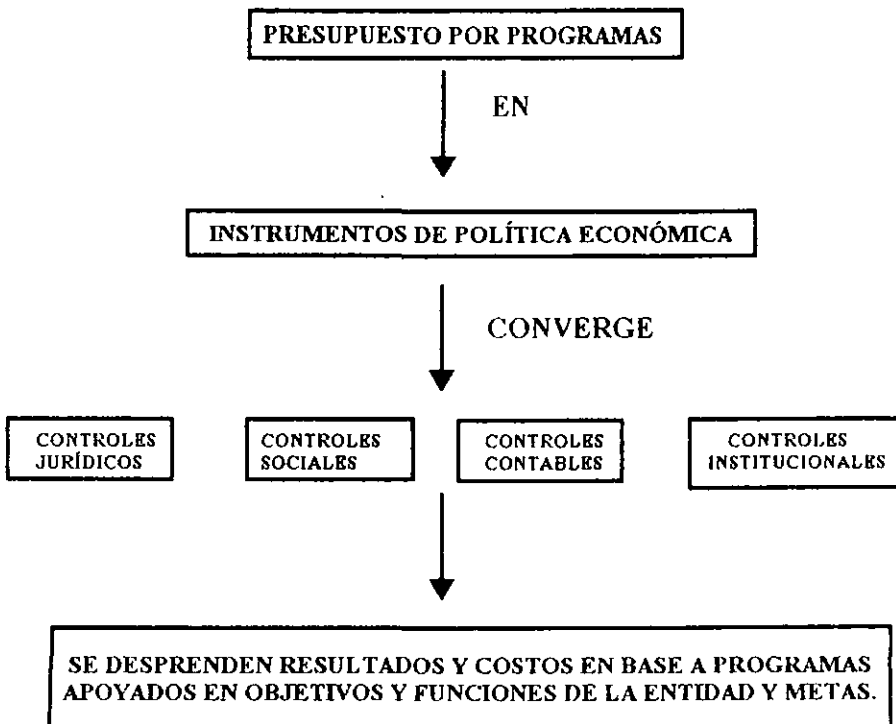 PRESUPUESTO POR PROGRAMAS
EN
INSTRUMENTOS DE POLÍTICA ECONÓMICA
CONVERGE
CONTROLES
JURÍDICOS
CONTROLES
SOCIALES
CONTROLES
CONTABLES
CONTROLES
INSTITUCIONALES
SE DESPRENDEN RESULTADOS Y COSTOS EN BASE A PROGRAMAS
APOYADOS EN OBJETIVOS Y FUNCIONES DE LA ENTIDAD Y METAS.